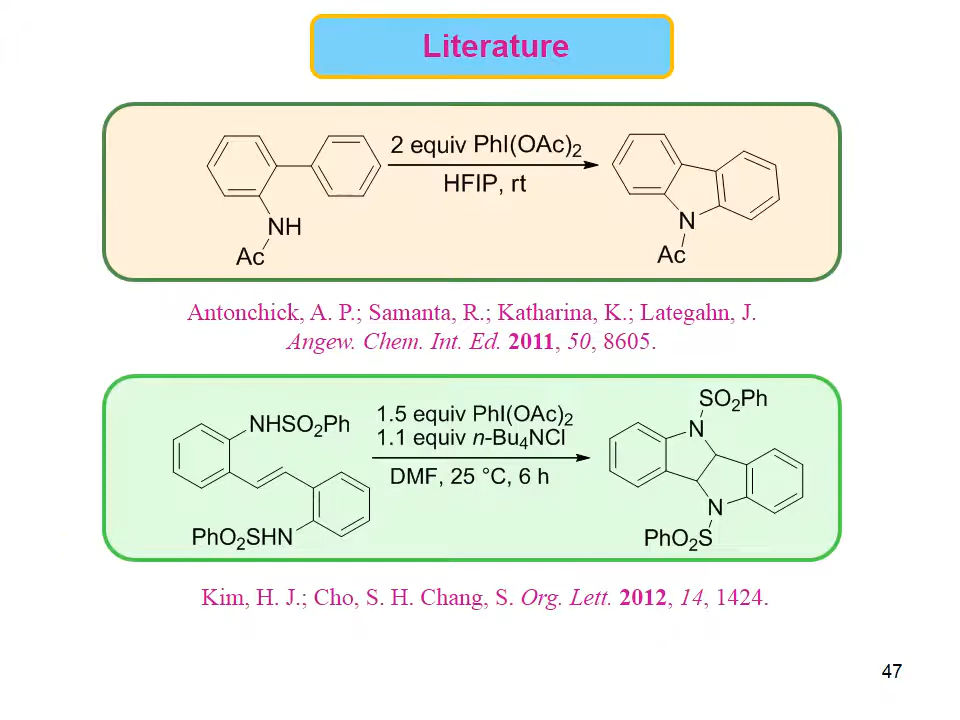 Literature
2 equiv PhI(OAc)2
HFIP, rt
NH
Ac
N
Ac
Antonchick, A. P.; Samanta, R.; Katharina, K.; Lategahn, J.
Angew. Chem. Int. Ed. 2011, 50, 8605.
NHSO2Ph
PhO2SHN
1.5 equiv PhI(OAc)2
1.1 equiv n-Bu4NCl
DMF, 25 °C, 6 h
SO2Ph
N
N
PhO2S
Kim, H. J.; Cho, S. H. Chang, S. Org. Lett. 2012, 14, 1424.
47